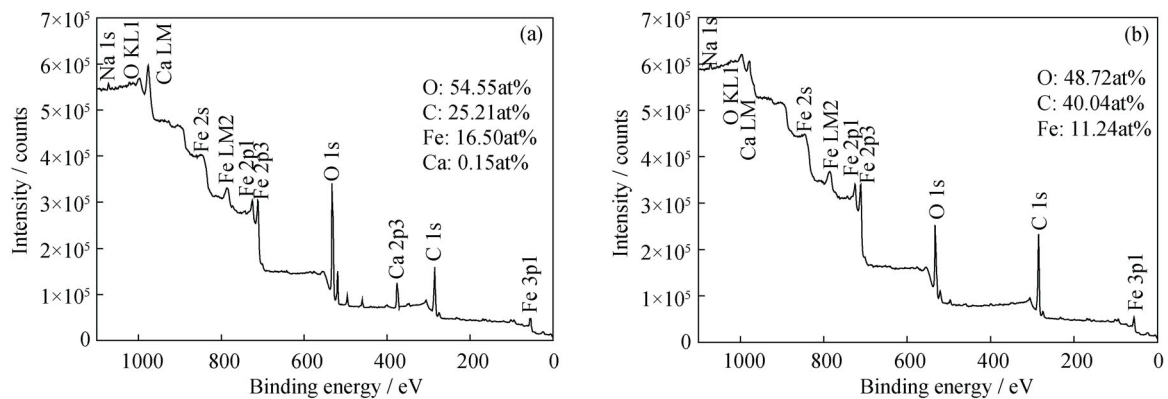 7×10⁵
6×10⁵
5×10⁵
4×10⁵
3×10⁵
2×10⁵
1×10⁵
0
Intensity / counts
(a)
Na 1s
O KL1
Ca LM
Fe 2s
Fe LM2
Fe 2p1
Fe 2p3
O 1s
Ca 2p3
C 1s
Fe 3p1
O: 54.55at%
C: 25.21at%
Fe: 16.50at%
Ca: 0.15at%
1000 800 600 400 200 0
Binding energy / eV
7×10⁵
6×10⁵
5×10⁵
4×10⁵
3×10⁵
2×10⁵
1×10⁵
0
Intensity / counts
(b)
Na 1s
O KL1
Ca LM
Fe 2s
Fe LM2
Fe 2p1
Fe 2p3
O 1s
C 1s
Fe 3p1
O: 48.72at%
C: 40.04at%
Fe: 11.24at%
1000 800 600 400 200 0
Binding energy / eV